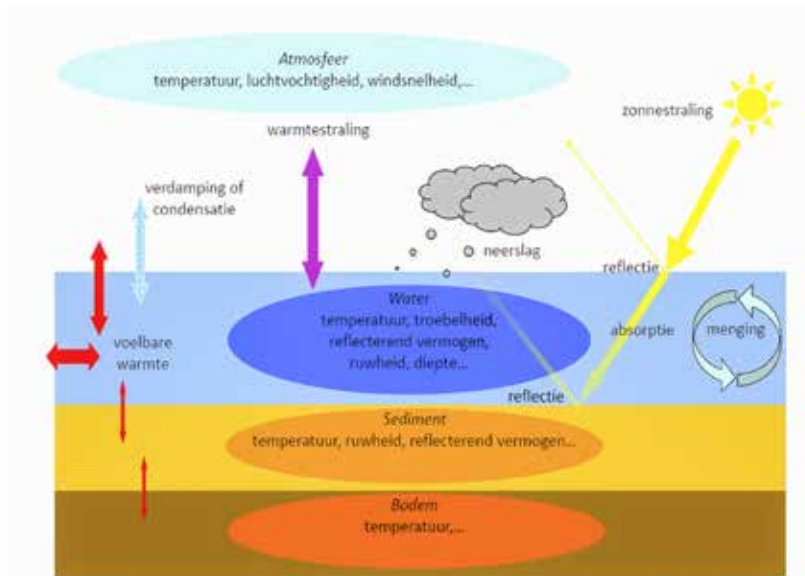 Atmosfeer
temperatuur, luchtvochtigheid, windsnelheid,...
warmtestraling
zonnestraling
verdamping of
condensatie
neerslag
reflectie
Water
temperatuur, troebelheid,
reflecterend vermogen,
ruwheid, diepte...
absorptie
menging
voelbare
warmte
reflectie
Sediment
temperatuur, ruwheid, reflecterend vermogen...
Bodem
temperatuur,...